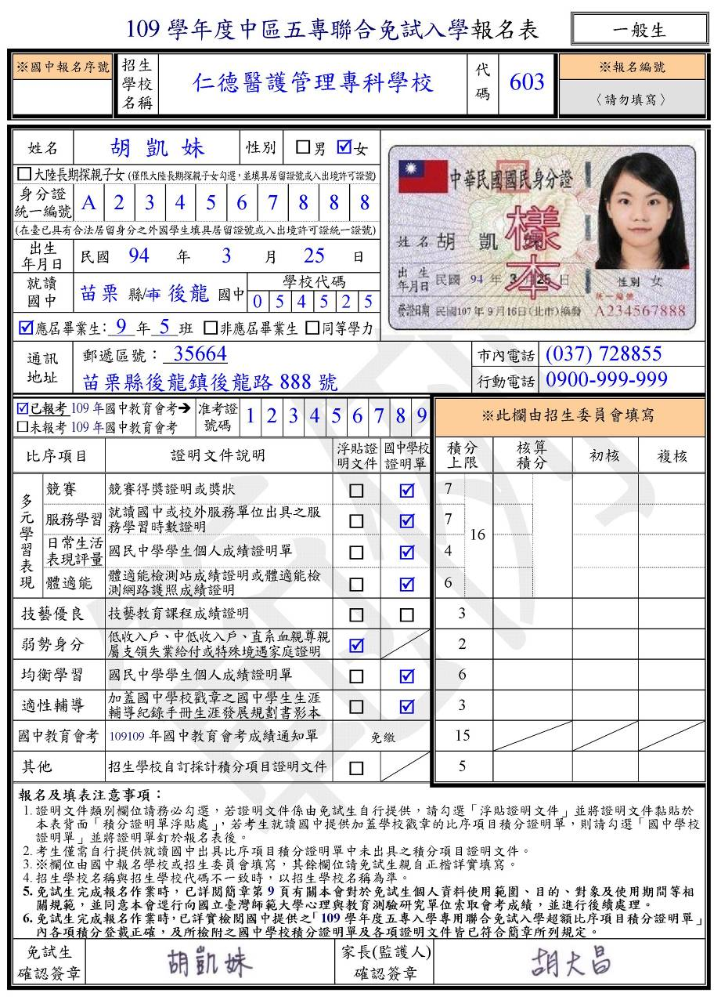 109 學年度中區五專聯合免試入學報名表
一般生
※國中報名序號
招生學校名稱
仁德醫護管理專科學校
代碼
603
※報名編號
〈請勿填寫〉
姓名 胡凱妹 性別 □男 ☑女
□大陸長期探親子女 (僅限大陸長期探親子女勾選，並填具居留證號或入出境許可證號)
身分證統一編號 A 2 3 4 5 6 7 8 8 8
(在臺已具有合法居留身分之外國學生填具居留證號或入出境許可證統一證號)
出生年月日 民國 94 年 3 月 25 日
就讀國中 苗栗 縣/市 後龍 國中
學校代碼
0 5 4 5 2 5
☑應屆畢業生：9 年 5 班 □非應屆畢業生 □同等學力
中華民國國民身分證
樣本
姓名 胡凱妹
出生年月日 民國 94 年 3 月 25 日
性別 女
統一編號
發證日期 民國107年9月16日(北市)換發
A234567888
通訊地址
郵遞區號：35664
苗栗縣後龍鎮後龍路 888 號
市內電話 (037) 728855
行動電話 0900-999-999
☑已報考 109 年國中教育會考➔
□未報考 109 年國中教育會考
准考證號碼 1 2 3 4 5 6 7 8 9
※此欄由招生委員會填寫
比序項目 證明文件說明 浮貼證明文件 國中學校證明單 積分上限 核算積分 初核 複核
多元學習表現
競賽 競賽得獎證明或獎狀 □ ☑ 7
服務學習 就讀國中或校外服務單位出具之服務學習時數證明 □ ☑ 7
16
日常生活表現評量 國民中學學生個人成績證明單 □ ☑ 4
體適能 體適能檢測站成績證明或體適能檢測網路護照成績證明 □ ☑ 6
技藝優良 技藝教育課程成績證明 □ □ 3
弱勢身分 低收入戶、中低收入戶、直系血親尊親屬支領失業給付或特殊境遇家庭證明 ☑ 2
均衡學習 國民中學學生個人成績證明單 □ ☑ 6
適性輔導 加蓋國中學校戳章之國中學生生涯輔導紀錄手冊生涯發展規劃書影本 □ ☑ 3
國中教育會考 109109 年國中教育會考成績通知單 免繳 15
其他 招生學校自訂採計積分項目證明文件 □ 5
報名及填表注意事項：
1. 證明文件類別欄位請務必勾選，若證明文件係由免試生自行提供，請勾選「浮貼證明文件」並將證明文件黏貼於
本表背面「積分證明單浮貼處」，若考生就讀國中提供加蓋學校戳章的比序項目積分證明單，則請勾選「國中學校
證明單」並將證明單釘於報名表後。
2. 考生僅需自行提供就讀國中出具比序項目積分證明單中未出具之積分項目證明文件。
3. ※欄位由國中報名學校或招生委員會填寫，其餘欄位請免試生親自正楷詳實填寫。
4. 招生學校名稱與招生學校代碼不一致時，以招生學校名稱為準。
5. 免試生完成報名作業時，已詳閱簡章第 9 頁有關本會對於免試生個人資料使用範圍、目的、對象及使用期間等相
關規範，並同意本會逕行向國立臺灣師範大學心理與教育測驗研究單位索取會考成績，並進行後續處理。
6. 免試生完成報名作業時，已詳實檢閱國中提供之「109 學年度五專入學專用聯合免試入學超額比序項目積分證明單」
內各項積分登載正確，及所檢附之國中學校積分證明單及各項證明文件皆已符合簡章所列規定。
免試生確認簽章 胡凱妹
家長(監護人)確認簽章 胡大昌
範例